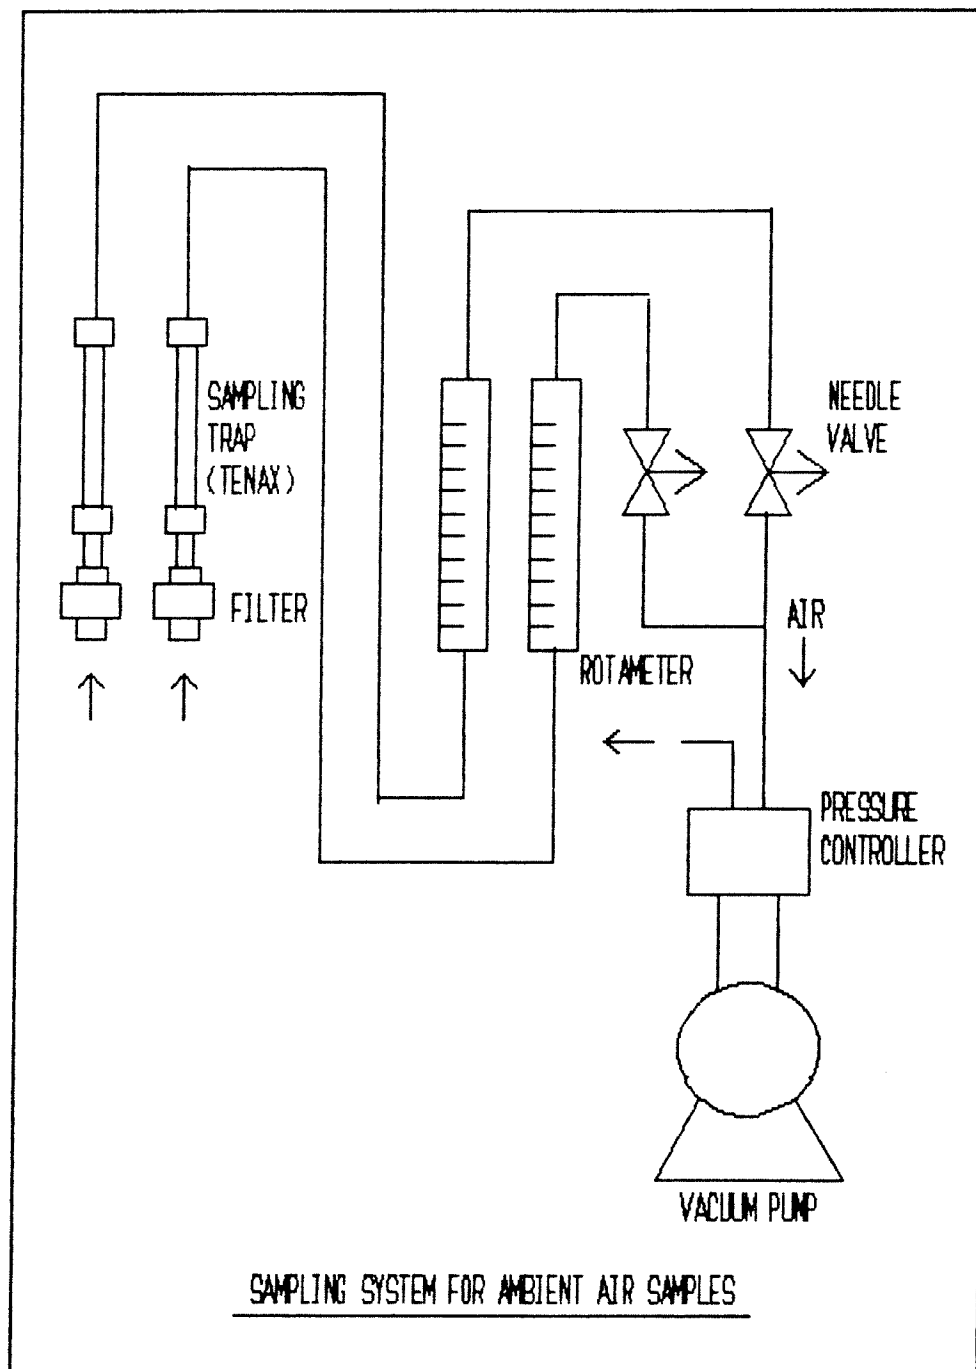 SAMPLING
TRAP
(TENAX)
NEEDLE
VALVE
FILTER
AIR
ROTAMETER
PRESSURE
CONTROLLER
VACUUM PUMP
SAMPLING SYSTEM FOR AMBIENT AIR SAMPLES